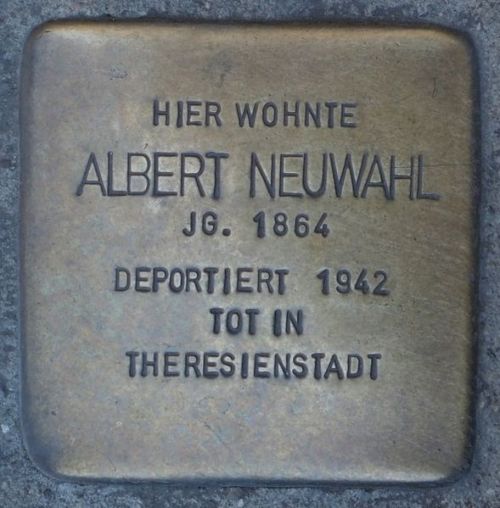 HIER WOHNTE
ALBERT NEUWAHL
JG. 1864
DEPORTIERT 1942
TOT IN
THERESIENSTADT